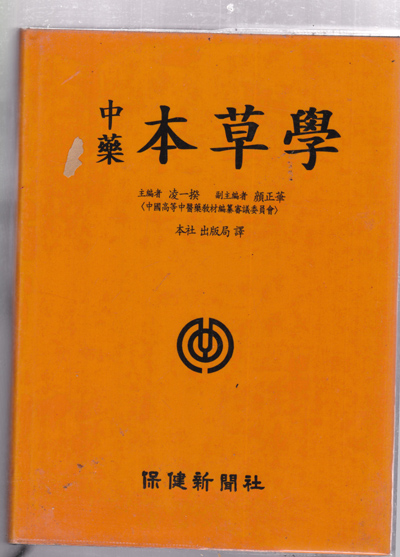 中藥 本草學
主編者 凌一揆 副主編者 顔正華
〈中國高等中醫藥敎材編纂審議委員會〉
本社 出版局 譯
保健新聞社